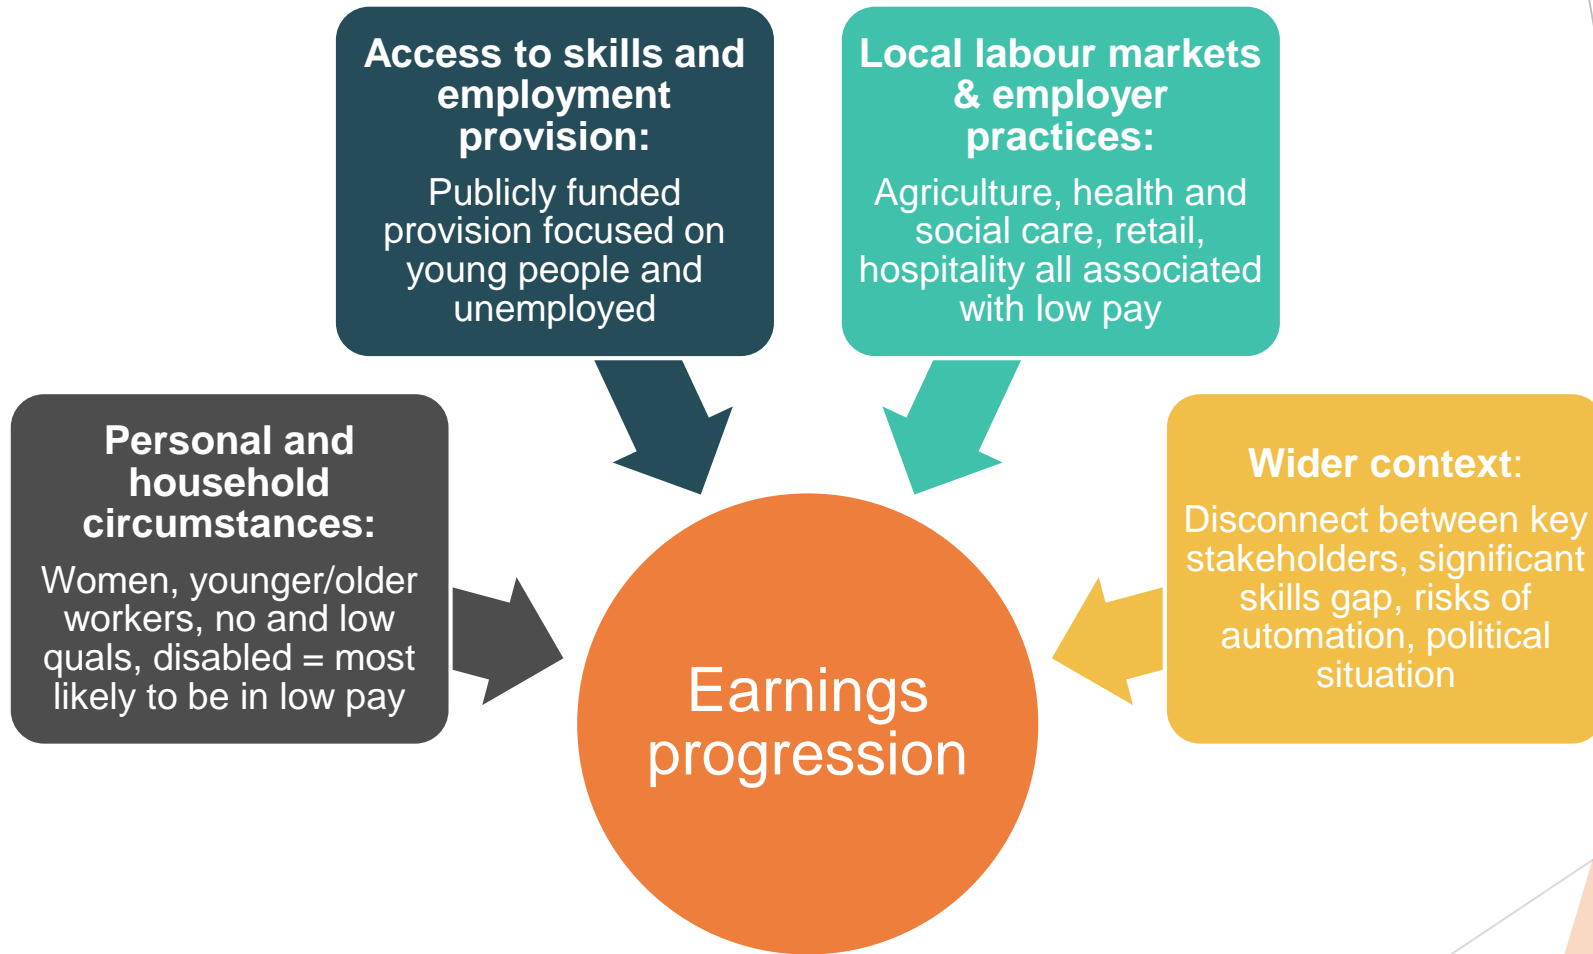 Access to skills and
employment
provision:
Publicly funded
provision focused on
young people and
unemployed
Local labour markets
& employer
practices:
Agriculture, health and
social care, retail,
hospitality all associated
with low pay
Personal and
household
circumstances:
Women, younger/older
workers, no and low
quals, disabled = most
likely to be in low pay
Wider context:
Disconnect between key
stakeholders, significant
skills gap, risks of
automation, political
situation
Earnings
progression